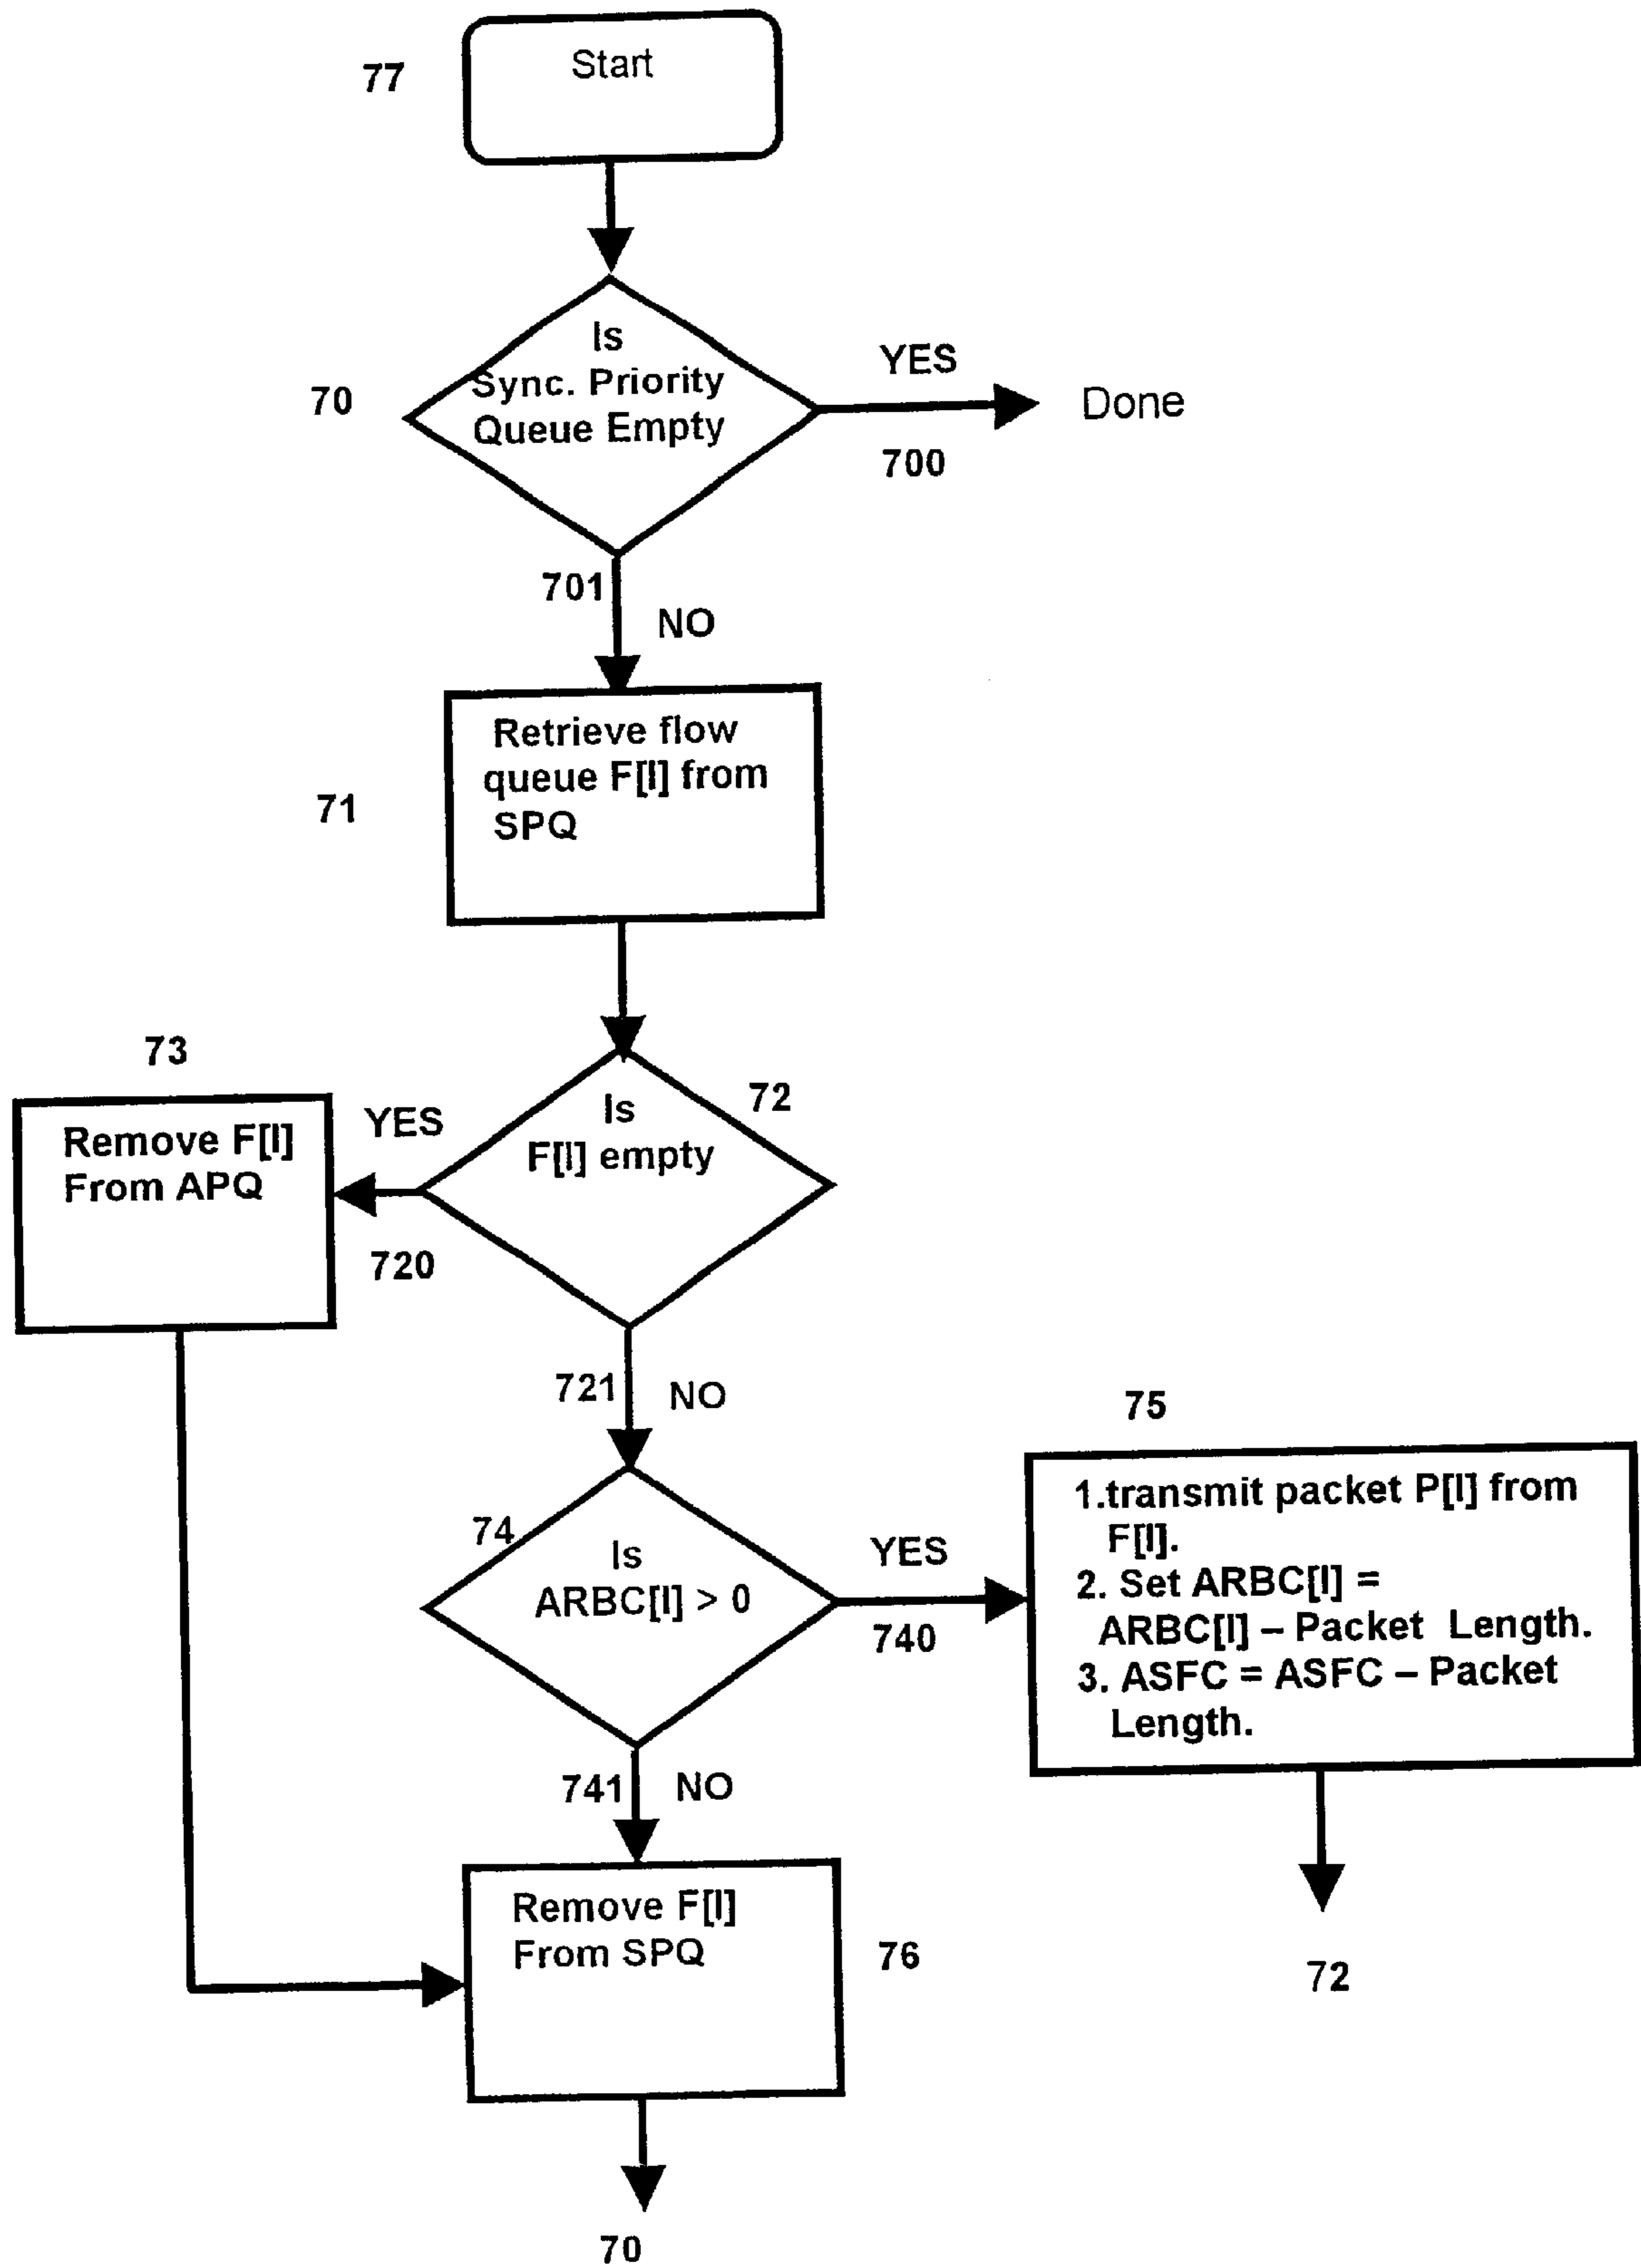 Start
77
Is
Sync. Priority
Queue Empty
70
YES
700
Done
701
NO
Retrieve flow
queue F[I] from
SPQ
71
73
Remove F[I]
From APQ
YES
720
Is
F[I] empty
72
721
NO
74
Is
ARBC[I] > 0
YES
740
75
1.transmit packet P[I] from
F[I].
2. Set ARBC[I] =
ARBC[I] – Packet Length.
3. ASFC = ASFC – Packet
Length.
72
741
NO
Remove F[I]
From SPQ
76
70